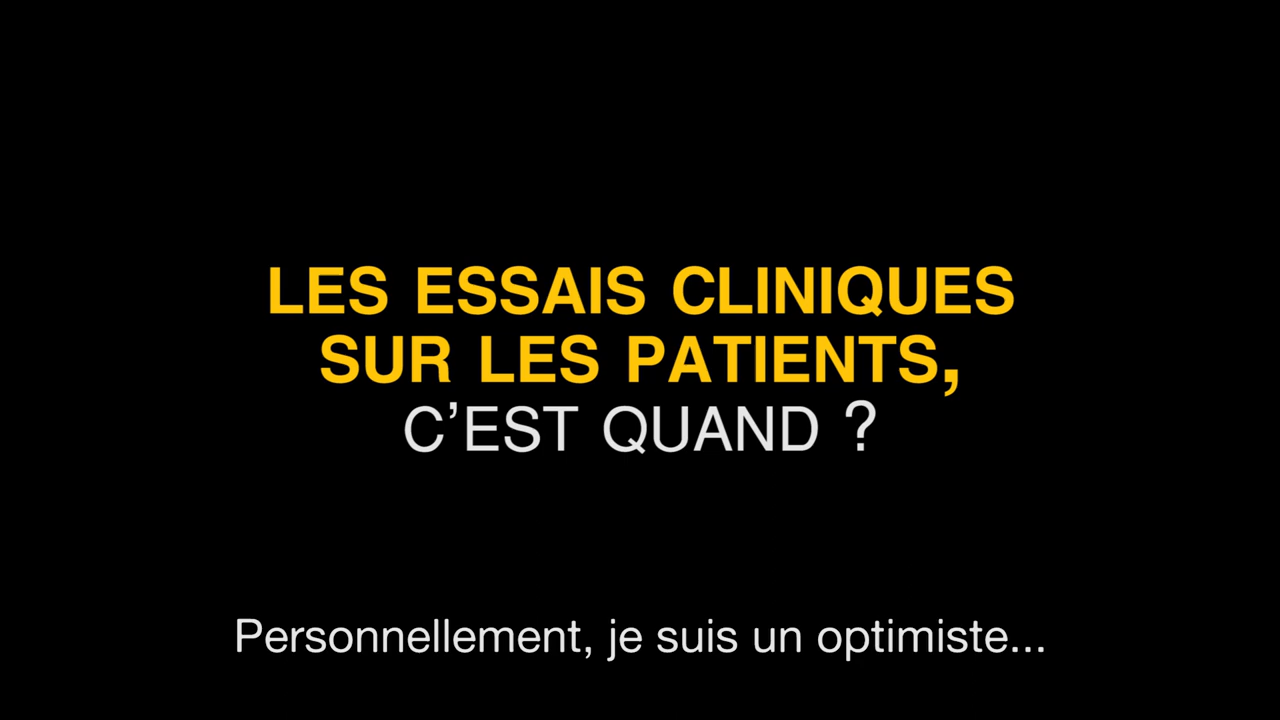 LES ESSAIS CLINIQUES
SUR LES PATIENTS,
C’EST QUAND ?
Personnellement, je suis un optimiste...